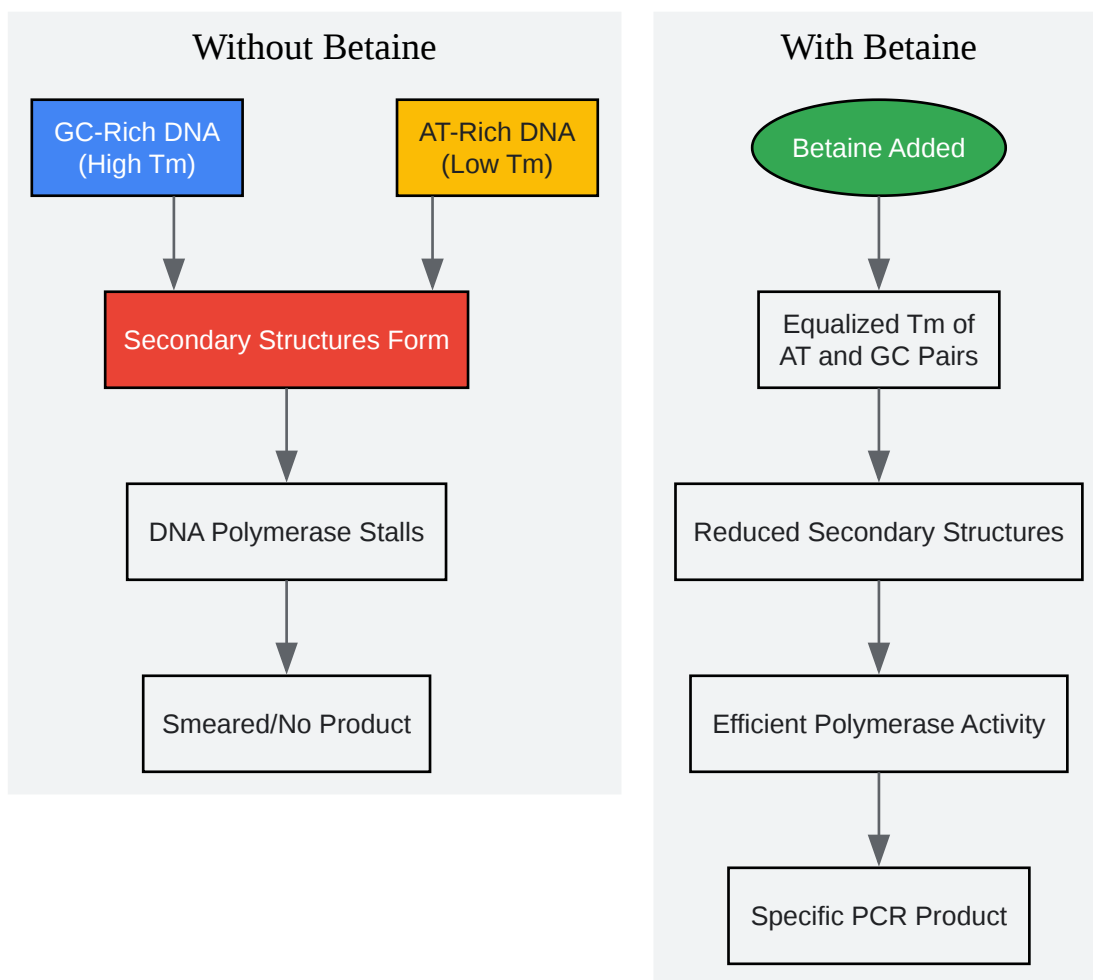 Without Betaine
GC-Rich DNA
(High Tm)
AT-Rich DNA
(Low Tm)
Secondary Structures Form
DNA Polymerase Stalls
Smeared/No Product
With Betaine
Betaine Added
Equalized Tm of
AT and GC Pairs
Reduced Secondary Structures
Efficient Polymerase Activity
Specific PCR Product